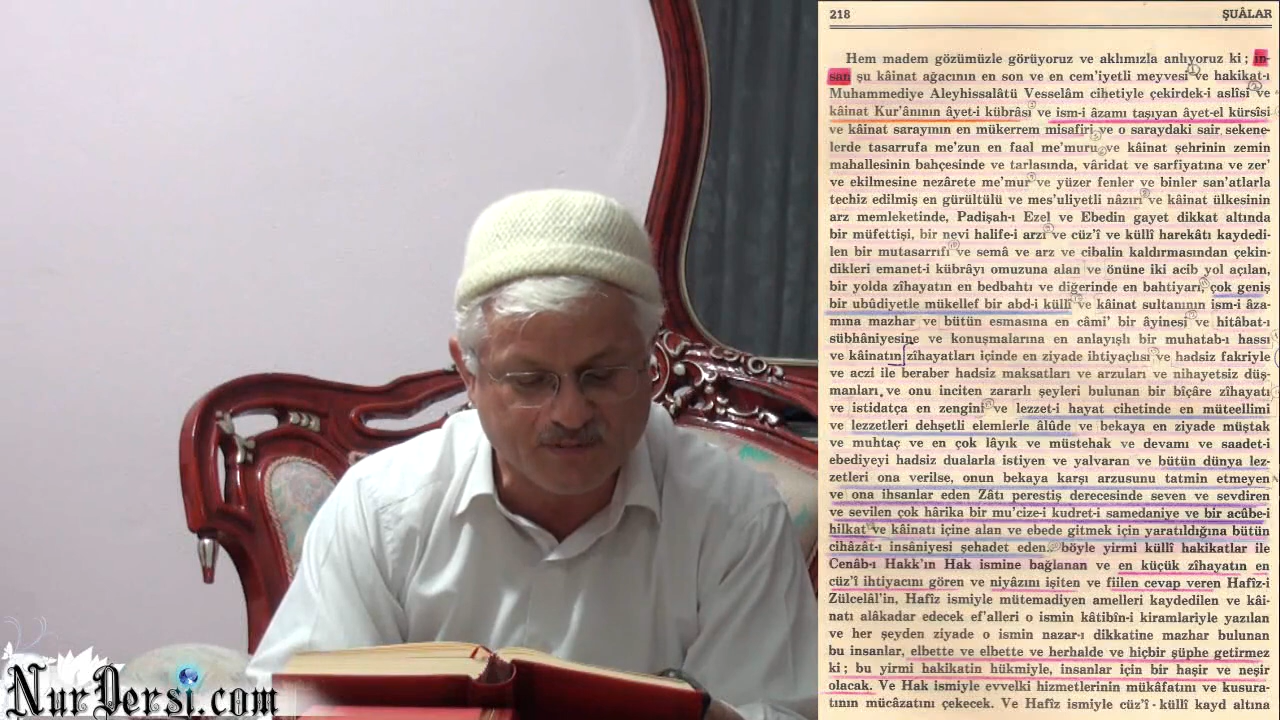 218
ŞUÂLAR
Hem madem gözümüzle görüyoruz ve aklımızla anlıyoruz ki; in-
san şu kâinat ağacının en son ve en cem'iyetli meyvesi ve hakikat-ı
Muhammediye Aleyhissalâtü Vesselâm cihetiyle çekirdek-i aslîsi ve
kâinat Kur'ânının âyet-i kübrâsı ve ism-i âzamı taşıyan âyet-el kürsîsi
ve kâinat sarayının en mükerrem misafiri ve o saraydaki sair sekene-
lerde tasarrufa me'zun en faal me'muru ve kâinat şehrinin zemin
mahallesinin bahçesinde ve tarlasında, vâridat ve sarfiyatına ve zer'
ve ekilmesine nezârete me'mur ve yüzer fenler ve binler san'atlarla
techiz edilmiş en gürültülü ve mes'uliyetli nâzırı ve kâinat ülkesinin
arz memleketinde, Padişah-ı Ezel ve Ebedin gayet dikkat altında
bir müfettişi, bir nevi halife-i arzı ve cüz'î ve küllî harekâtı kaydedi-
len bir mutasarrıfı ve semâ ve arz ve cibalin kaldırmasından çekin-
dikleri emanet-i kübrâyı omuzuna alan ve önüne iki acib yol açılan,
bir yolda zîhayatın en bedbahtı ve diğerinde en bahtiyarı, çok geniş
bir ubûdiyetle mükellef bir abd-i küllî ve kâinat sultanının ism-i âza-
mına mazhar ve bütün esmasına en câmi' bir âyinesi ve hitâbat-ı
sübhâniyesine ve konuşmalarına en anlayışlı bir muhatab-ı hassı
ve kâinatın zîhayatları içinde en ziyade ihtiyaçlısı ve hadsiz fakriyle
ve aczi ile beraber hadsiz maksatları ve arzuları ve nihayetsiz düş-
manları, ve onu inciten zararlı şeyleri bulunan bir bîçâre zîhayatı
ve istidatça en zengini ve lezzet-i hayat cihetinde en müteellimi
ve lezzetleri dehşetli elemlerle âlûde ve bekaya en ziyade müştak
ve muhtaç ve en çok lâyık ve müstehak ve devamı ve saadet-i
ebediyeyi hadsiz dualarla istiyen ve yalvaran ve bütün dünya lez-
zetleri ona verilse, onun bekaya karşı arzusunu tatmin etmeyen
ve ona ihsanlar eden Zâtı perestiş derecesinde seven ve sevdiren
ve sevilen çok hârika bir mu'cize-i kudret-i samedaniye ve bir acûbe-i
hilkat ve kâinatı içine alan ve ebede gitmek için yaratıldığına bütün
cihâzât-ı insâniyesi şehadet eden. böyle yirmi küllî hakikatlar ile
Cenâb-ı Hakk'ın Hak ismine bağlanan ve en küçük zîhayatın en
cüz'î ihtiyacını gören ve niyâzını işiten ve fiilen cevap veren Hafîz-i
Zülcelâl'in, Hafîz ismiyle mütemadiyen amelleri kaydedilen ve kâi-
natı alâkadar edecek ef'alleri o ismin kâtibîn-i kiramlariyle yazılan
ve her şeyden ziyade o ismin nazar-ı dikkatine mazhar bulunan
bu insanlar, elbette ve elbette ve herhalde ve hiçbir şüphe getirmez
ki; bu yirmi hakikatin hükmiyle, insanlar için bir haşir ve neşir
olacak. Ve Hak ismiyle evvelki hizmetlerinin mükâfatını ve kusura-
tının mücâzatını çekecek. Ve Hafîz ismiyle cüz'î - küllî kayd altına
NurDersi.com